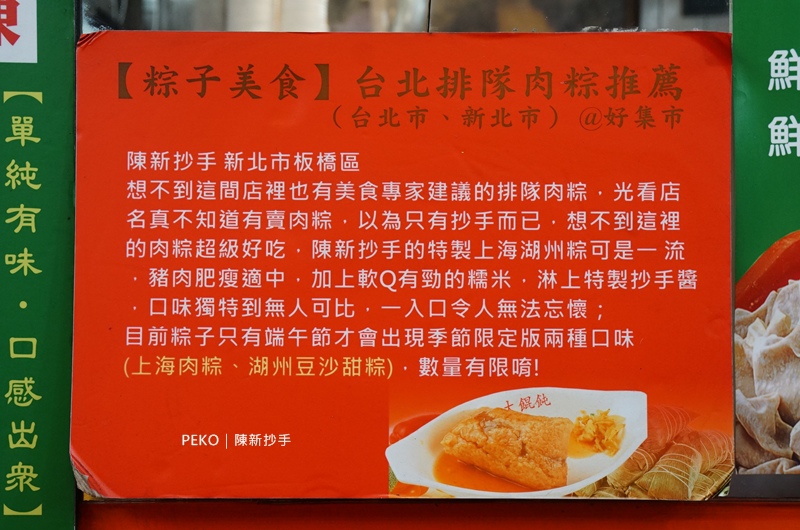 【粽子美食】台北排隊肉粽推薦
（台北市、新北市）@好集市
陳新抄手 新北市板橋區
想不到這間店裡也有美食專家建議的排隊肉粽，光看店
名真不知道有賣肉粽，以為只有抄手而已，想不到這裡
的肉粽超級好吃，陳新抄手的特製上海湖州粽可是一 流
，豬肉肥瘦適中，加上軟Q有勁的糯米，淋上特製抄手醬
，口味獨特到無人可比，一入口令人無法忘懷；
目前粽子只有端午節才會出現季節限定版兩種口味
(上海肉粽、湖州豆沙甜粽)，數量有限唷!
大餛飩
PEKO｜陳新抄手
【單純有味・口感出眾】
鮮
鮮